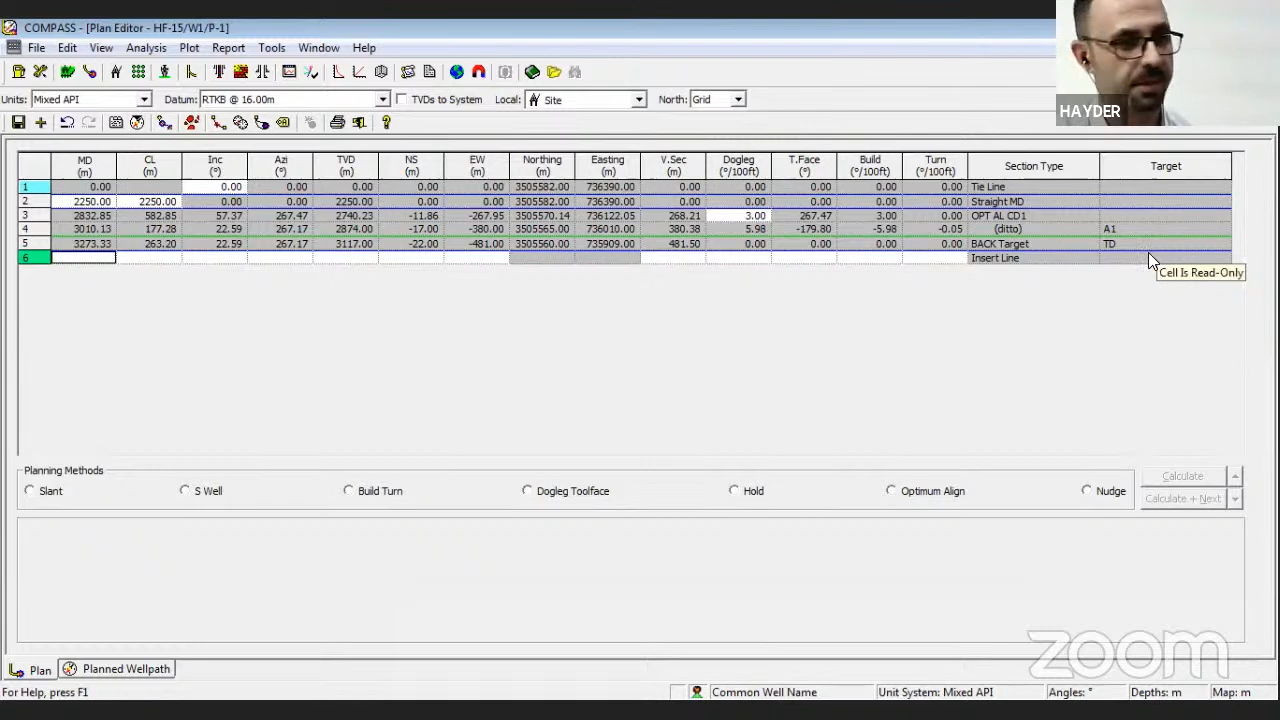 COMPASS - [Plan Editor - HF-15/W1/P-1]
File Edit View Analysis Plot Report Tools Window Help
HAYDER
Units: Mixed API Datum: RTKB @ 16.00m TVDs to System Local: Site North: Grid
MD (m) CL (m) Inc (°) Azi (°) TVD (m) NS (m) EW (m) Northing (m) Easting (m) V.Sec (m) Dogleg (°/100ft) T.Face (°) Build (°/100ft) Turn (°/100ft) Section Type Target
1 0.00 0.00 0.00 0.00 0.00 0.00 3505582.00 736390.00 0.00 0.00 0.00 0.00 0.00 Tie Line
2 2250.00 2250.00 0.00 0.00 2250.00 0.00 0.00 3505582.00 736390.00 0.00 0.00 0.00 0.00 0.00 Straight MD
3 2832.85 582.85 57.37 267.47 2740.23 -11.86 -267.95 3505570.14 736122.05 268.21 3.00 267.47 3.00 0.00 OPT AL CD1
4 3010.13 177.28 22.59 267.17 2874.00 -17.00 -380.00 3505565.00 736010.00 380.38 5.98 -179.80 -5.98 -0.05 (ditto) A1
5 3273.33 263.20 22.59 267.17 3117.00 -22.00 -481.00 3505560.00 735909.00 481.50 0.00 0.00 0.00 0.00 BACK Target TD
6 Insert Line
Cell Is Read-Only
Planning Methods
Slant S Well Build Turn Dogleg Toolface Hold Optimum Align Nudge
Calculate
Calculate + Next
zoom
Plan Planned Wellpath
For Help, press F1 Common Well Name Unit System: Mixed API Angles: ° Depths: m Map: m